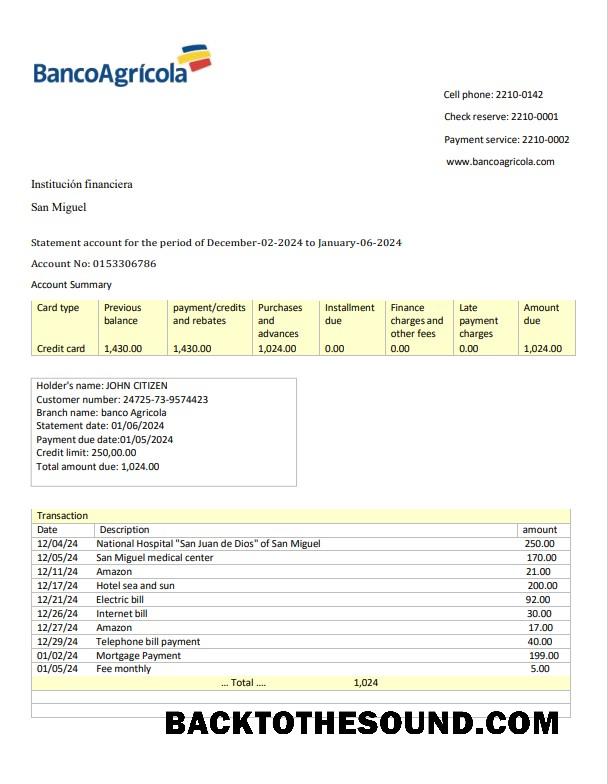 BancoAgrícola
Cell phone: 2210-0142
Check reserve: 2210-0001
Payment service: 2210-0002
www.bancoagricola.com
Institución financiera
San Miguel
Statement account for the period of December-02-2024 to January-06-2024
Account No: 0153306786
Account Summary
Card type Previous balance payment/credits and rebates Purchases and advances Installment due Finance charges and other fees Late payment charges Amount due
Credit card 1,430.00 1,430.00 1,024.00 0.00 0.00 0.00 1,024.00
Holder's name: JOHN CITIZEN
Customer number: 24725-73-9574423
Branch name: banco Agricola
Statement date: 01/06/2024
Payment due date:01/05/2024
Credit limit: 250,00.00
Total amount due: 1,024.00
Transaction
Date Description amount
12/04/24 National Hospital "San Juan de Dios" of San Miguel 250.00
12/05/24 San Miguel medical center 170.00
12/11/24 Amazon 21.00
12/17/24 Hotel sea and sun 200.00
12/21/24 Electric bill 92.00
12/26/24 Internet bill 30.00
12/27/24 Amazon 17.00
12/29/24 Telephone bill payment 40.00
01/02/24 Mortgage Payment 199.00
01/05/24 Fee monthly 5.00
... Total .... 1,024
BACKTOTHESOUND.COM